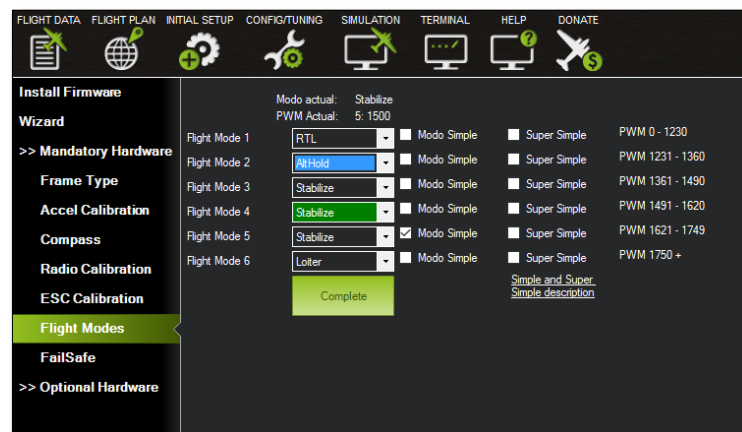 FLIGHT DATA FLIGHT PLAN INITIAL SETUP CONFIG/TUNING SIMULATION TERMINAL HELP DONATE
Install Firmware
Wizard
>> Mandatory Hardware
Frame Type
Accel Calibration
Compass
Radio Calibration
ESC Calibration
Flight Modes
FailSafe
>> Optional Hardware
Modo actual: Stabilize
PWM Actual: 5: 1500
Flight Mode 1 RTL Modo Simple Super Simple PWM 0 - 1230
Flight Mode 2 AltHold Modo Simple Super Simple PWM 1231 - 1360
Flight Mode 3 Stabilize Modo Simple Super Simple PWM 1361 - 1490
Flight Mode 4 Stabilize Modo Simple Super Simple PWM 1491 - 1620
Flight Mode 5 Stabilize Modo Simple Super Simple PWM 1621 - 1749
Flight Mode 6 Loiter Modo Simple Super Simple PWM 1750 +
Complete
Simple and Super
Simple description